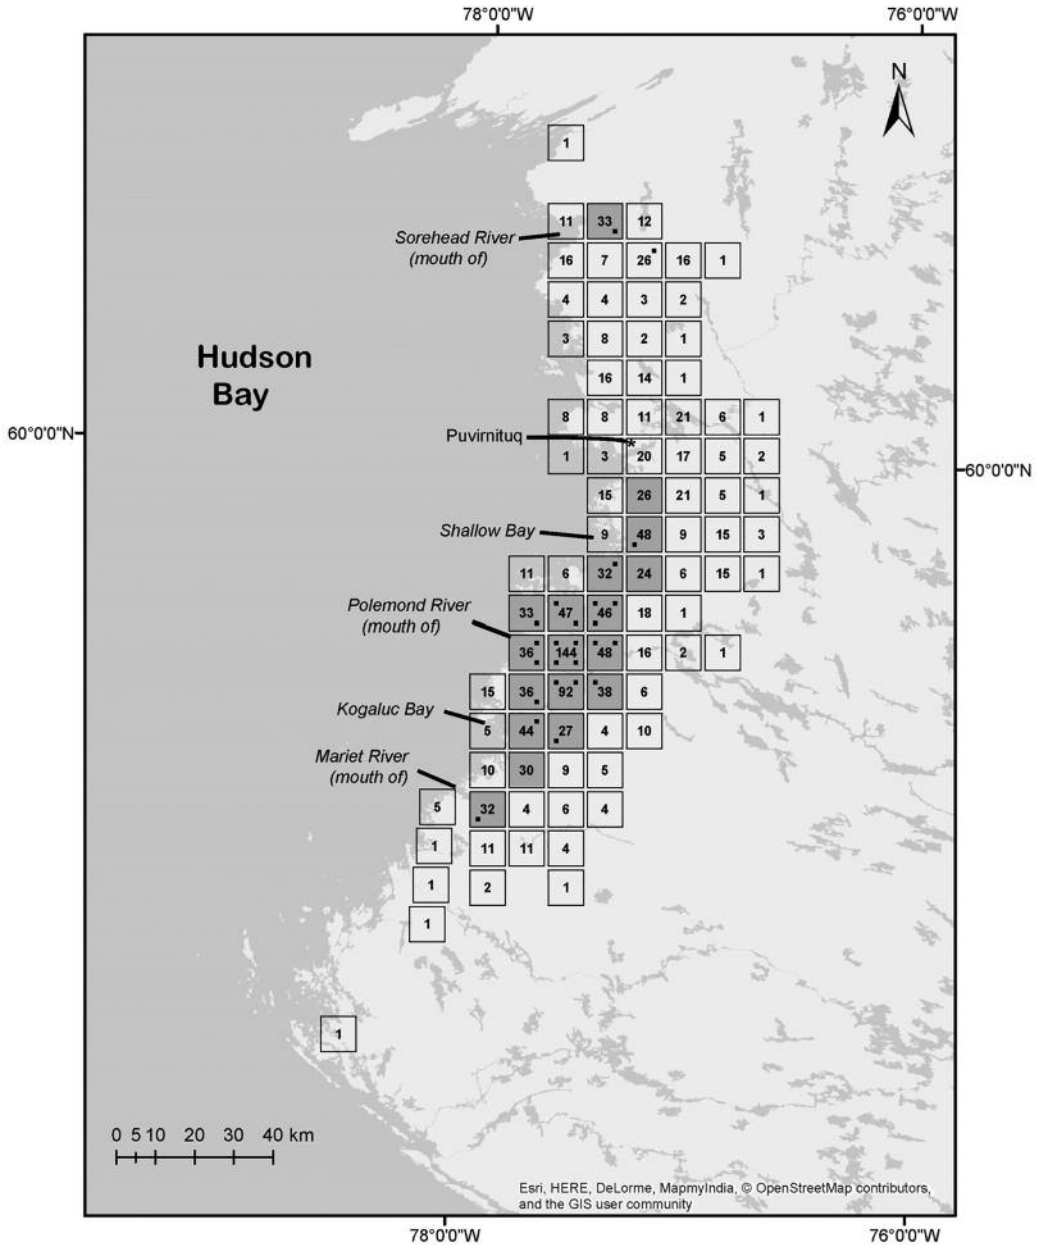 78°0'0"W 76°0'0"W
N
1
11 33 12
Sorehead River
(mouth of)
16 7 26 16 1
4 4 3 2
3 8 2 1
Hudson
Bay
16 14 1
8 8 11 21 6 1
60°0'0"N
Puvirnituq
1 3 20 17 5 2
60°0'0"N
15 26 21 5 1
Shallow Bay
9 48 9 15 3
11 6 32 24 6 15 1
Polemond River
(mouth of)
33 47 46 18 1
36 144 48 16 2 1
15 36 92 38 6
Kogaluc Bay
5 44 27 4 10
Mariet River
(mouth of)
10 30 9 5
5 32 4 6 4
1 11 11 4
1 2 1
1
1
0 5 10 20 30 40 km
Esri, HERE, DeLorme, MapmyIndia, © OpenStreetMap contributors,
and the GIS user community
78°0'0"W 76°0'0"W